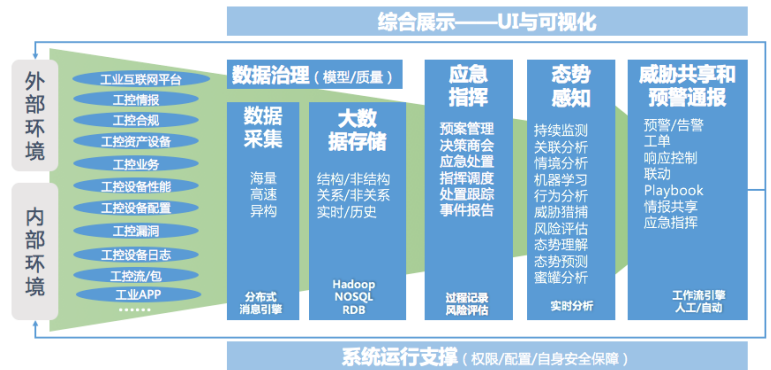 综合展示——UI与可视化
外部环境
内部环境
工业互联网平台
工控情报
工控合规
工控资产设备
工控业务
工控设备性能
工控设备配置
工控漏洞
工控设备日志
工控流/包
工业APP
……
数据治理（模型/质量）
数据
采集
海量
高速
异构
分布式
消息引擎
大数
据存储
结构/非结构
关系/非关系
实时/历史
Hadoop
NOSQL
RDB
应急
指挥
预案管理
决策商会
应急处置
指挥调度
处置跟踪
事件报告
过程记录
风险评估
态势
感知
持续监测
关联分析
情境分析
机器学习
行为分析
威胁猎捕
风险评估
态势理解
态势预测
蜜罐分析
实时分析
威胁共享和
预警通报
预警/告警
工单
响应控制
联动
Playbook
情报共享
应急指挥
工作流引擎
人工/自动
系统运行支撑（权限/配置/自身安全保障）